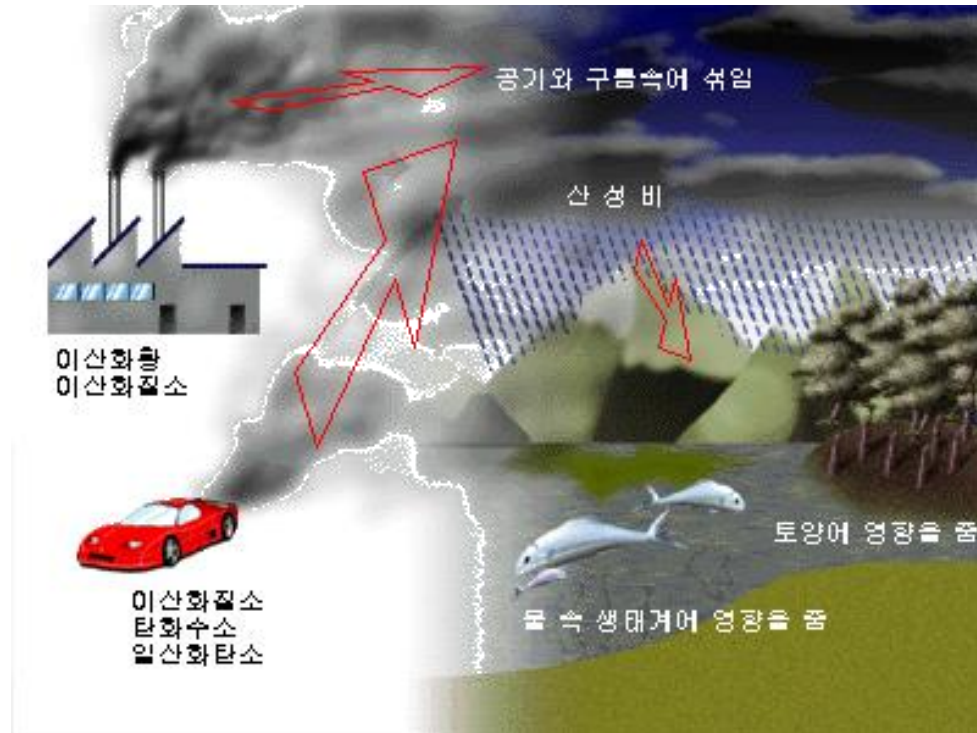 공기와 구름속에 섞임
산 성 비
이산화황
이산화질소
이산화질소
탄화수소
일산화탄소
토양에 영향을 줌
물 속 생태계에 영향을 줌